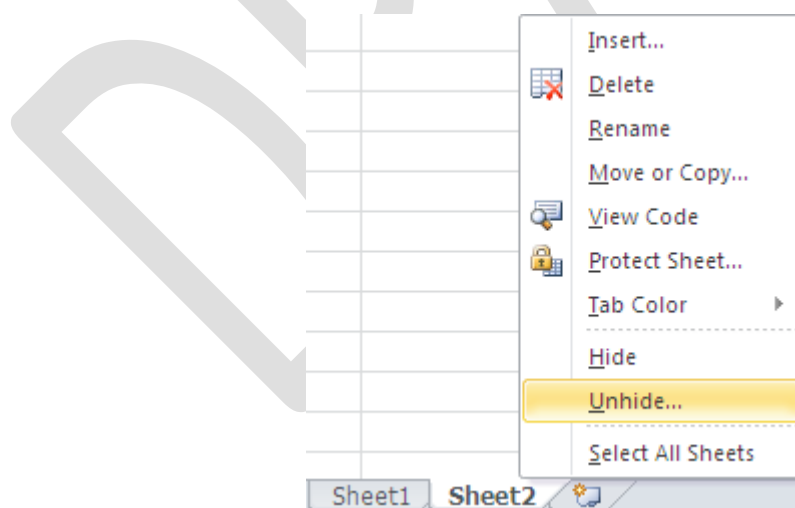 Insert...
Delete
Rename
Move or Copy...
View Code
Protect Sheet...
Tab Color
Hide
Unhide...
Select All Sheets
Sheet1 Sheet2